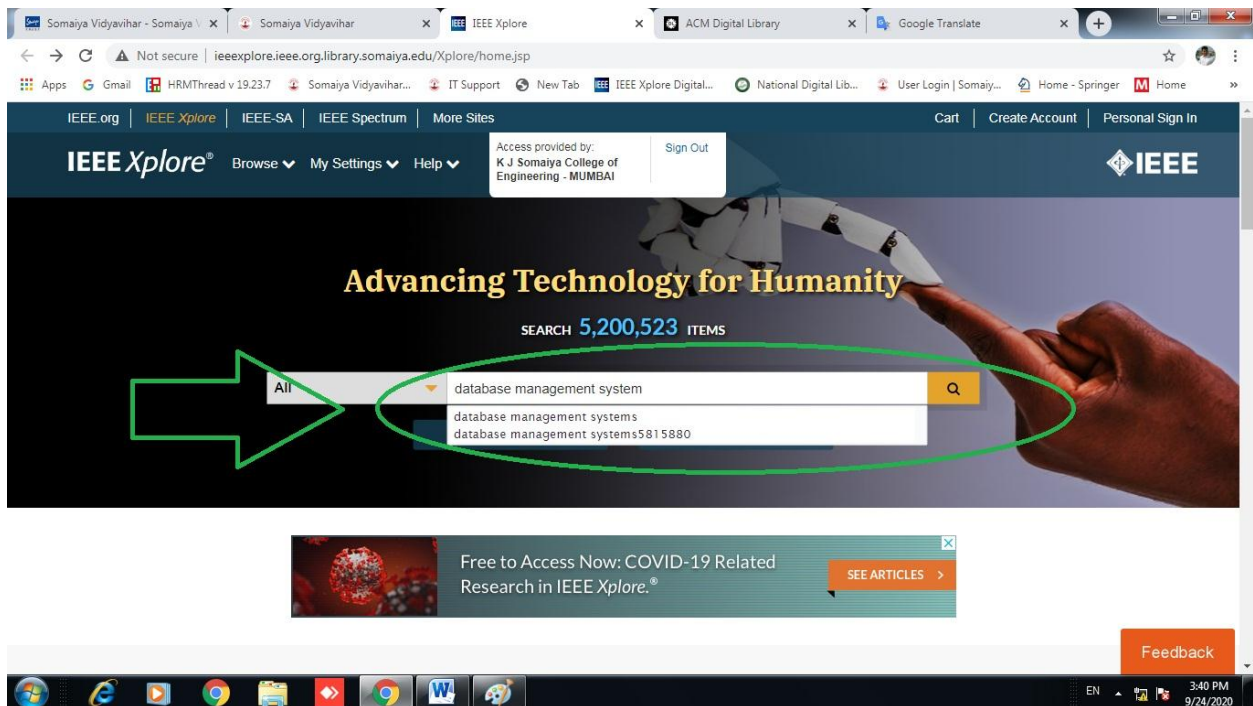 Somaiya Vidyavihar - Somaiya V
Somaiya Vidyavihar
IEEE Xplore
ACM Digital Library
Google Translate
Not secure | ieeexplore.ieee.org.library.somaiya.edu/Xplore/home.jsp
Apps Gmail HRMThread v 19.23.7 Somaiya Vidyavihar... IT Support New Tab IEEE Xplore Digital... National Digital Lib... User Login | Somaiy... Home - Springer Home »
IEEE.org | IEEE Xplore | IEEE-SA | IEEE Spectrum | More Sites Cart | Create Account | Personal Sign In
IEEE Xplore® Browse My Settings Help
Access provided by:
K J Somaiya College of
Engineering - MUMBAI
Sign Out
IEEE
Advancing Technology for Humanity
SEARCH 5,200,523 ITEMS
All database management system
database management systems
database management systems5815880
Free to Access Now: COVID-19 Related
Research in IEEE Xplore.®
SEE ARTICLES >
Feedback
EN 3:40 PM
9/24/2020